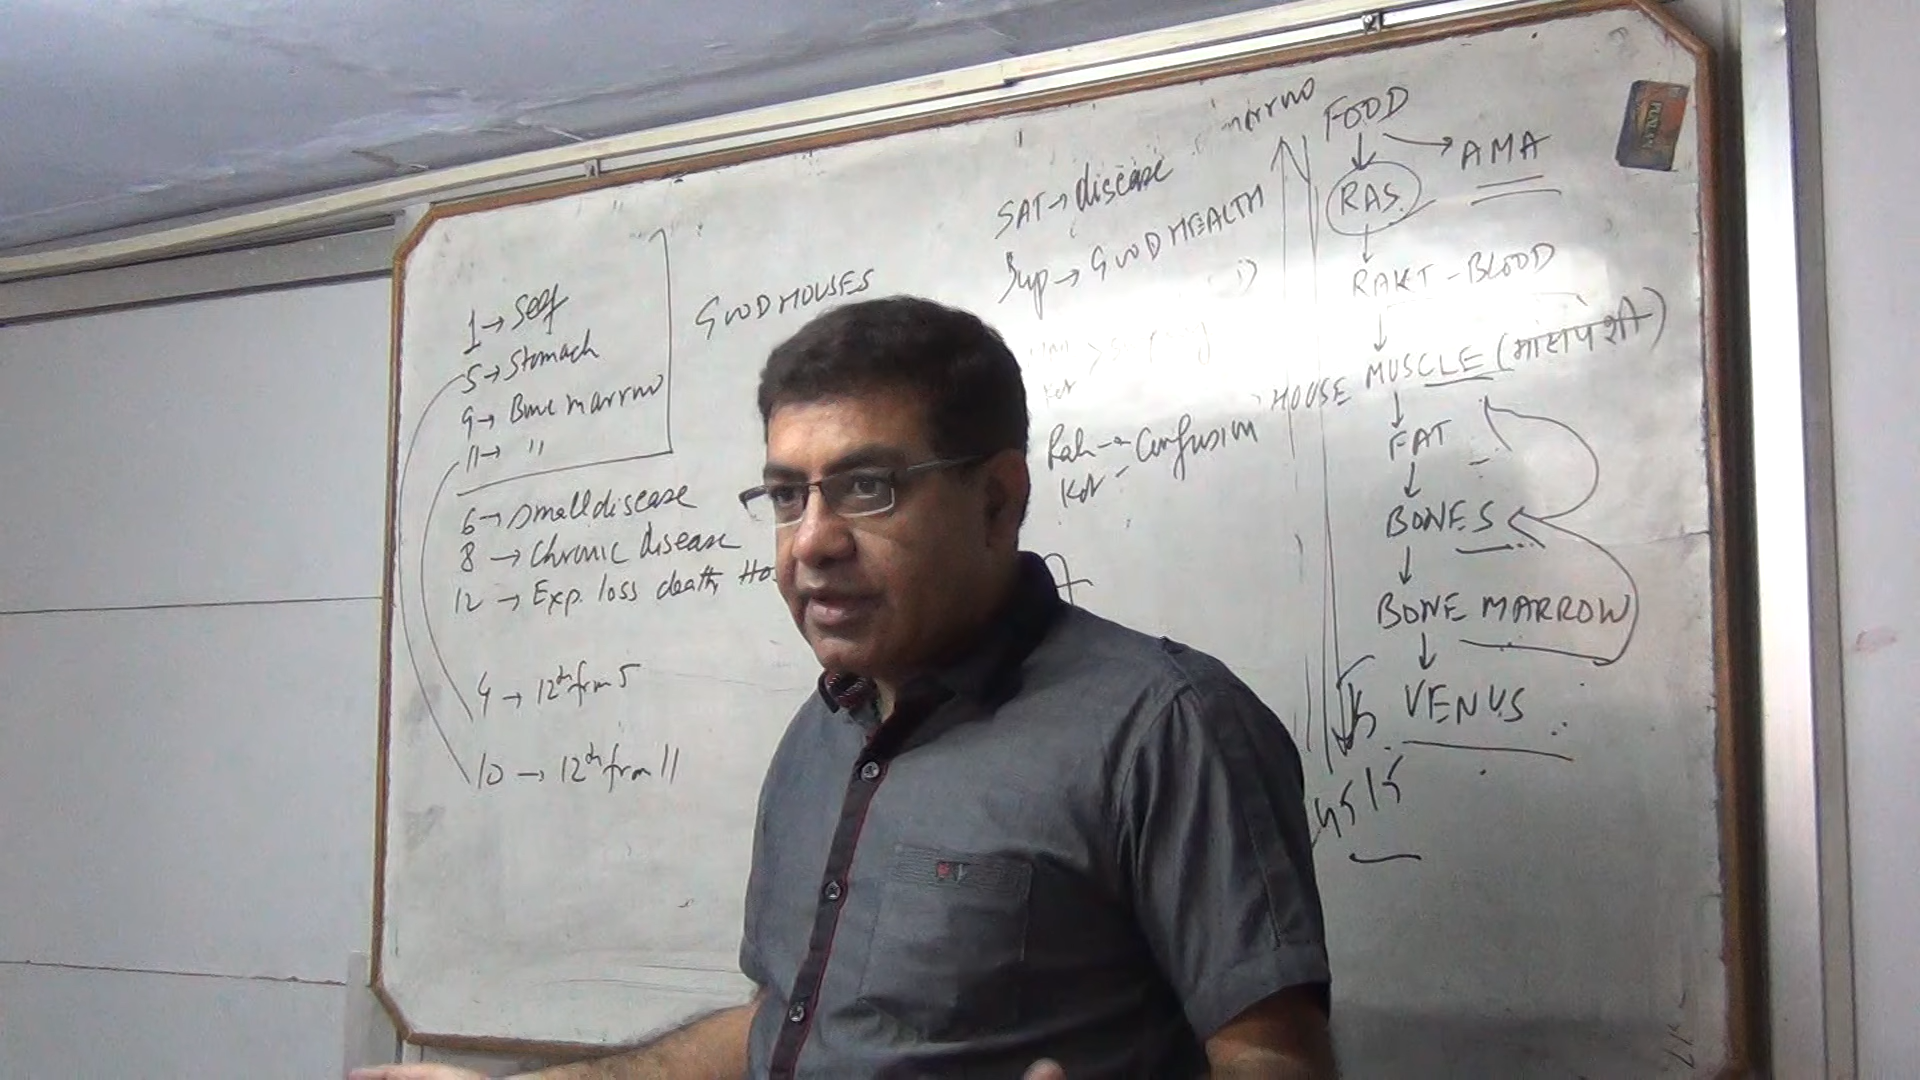 1 → Self
5 → Stomach
9 → Bone marrno
11 → "
GOOD HOUSES
6 → Small disease
8 → Chronic disease
12 → Exp. loss death,
4 → 12th from 5
10 → 12th from 11
marrno
SAT → disease
Jup → GOOD HEALTH
Rah → Confusion
Ket -
HOUSE
FOOD
AMA
RAS.
RAKT - BLOOD
MUSCLE (मांसपेशी)
FAT
BONES
BONE MARROW
VENUS